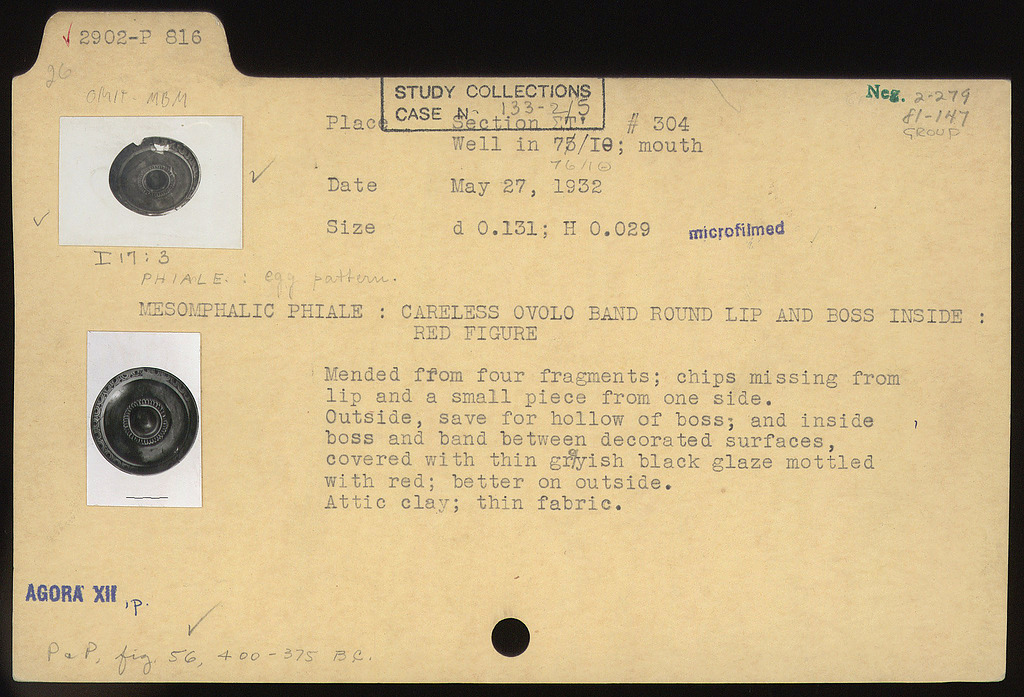 ✓ 2902-P 816
26
OMIT - MBM
STUDY COLLECTIONS
CASE No 133-2/5
Neg. 2-279
81-147
GROUP
Place Section ΣT' # 304
Well in 73/IΘ; mouth
76/ΙΘ
Date May 27, 1932
Size d 0.131; H 0.029
microfilmed
I 17:3
PHIALE. : egg pattern.
MESOMPHALIC PHIALE : CARELESS OVOLO BAND ROUND LIP AND BOSS INSIDE :
RED FIGURE
Mended from four fragments; chips missing from
lip and a small piece from one side.
Outside, save for hollow of boss; and inside
boss and band between decorated surfaces,
covered with thin greyish black glaze mottled
with red; better on outside.
Attic clay; thin fabric.
AGORA XII, p.
P & P, fig. 56, 400-375 B.C.